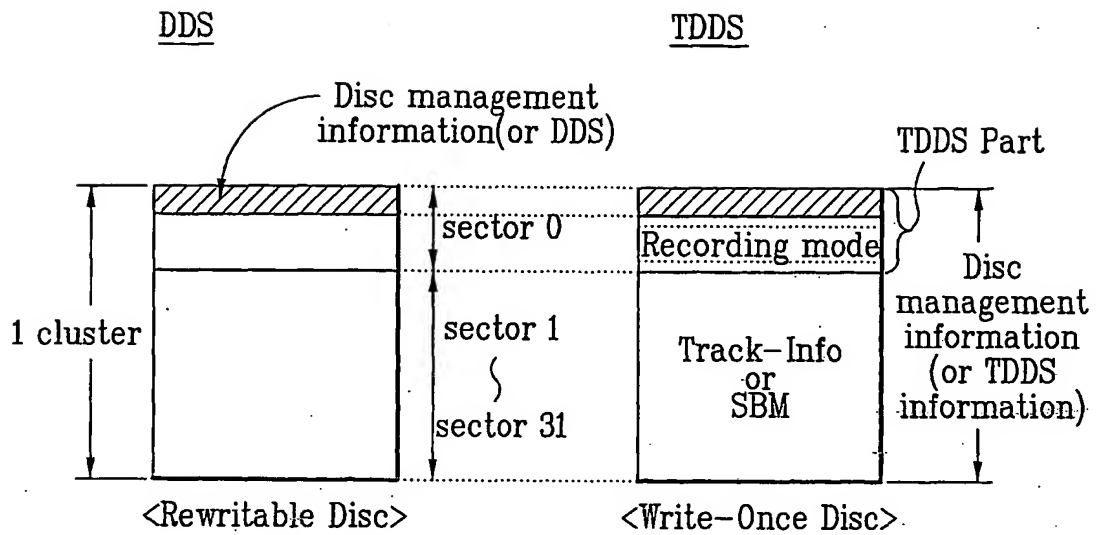 DDS
TDDS
Disc management
information(or DDS)
TDDS Part
sector 0
Recording mode
1 cluster
sector 1
sector 31
Track-Info
or
SBM
Disc
management
information
(or TDDS
information)
<Rewritable Disc>
<Write-Once Disc>